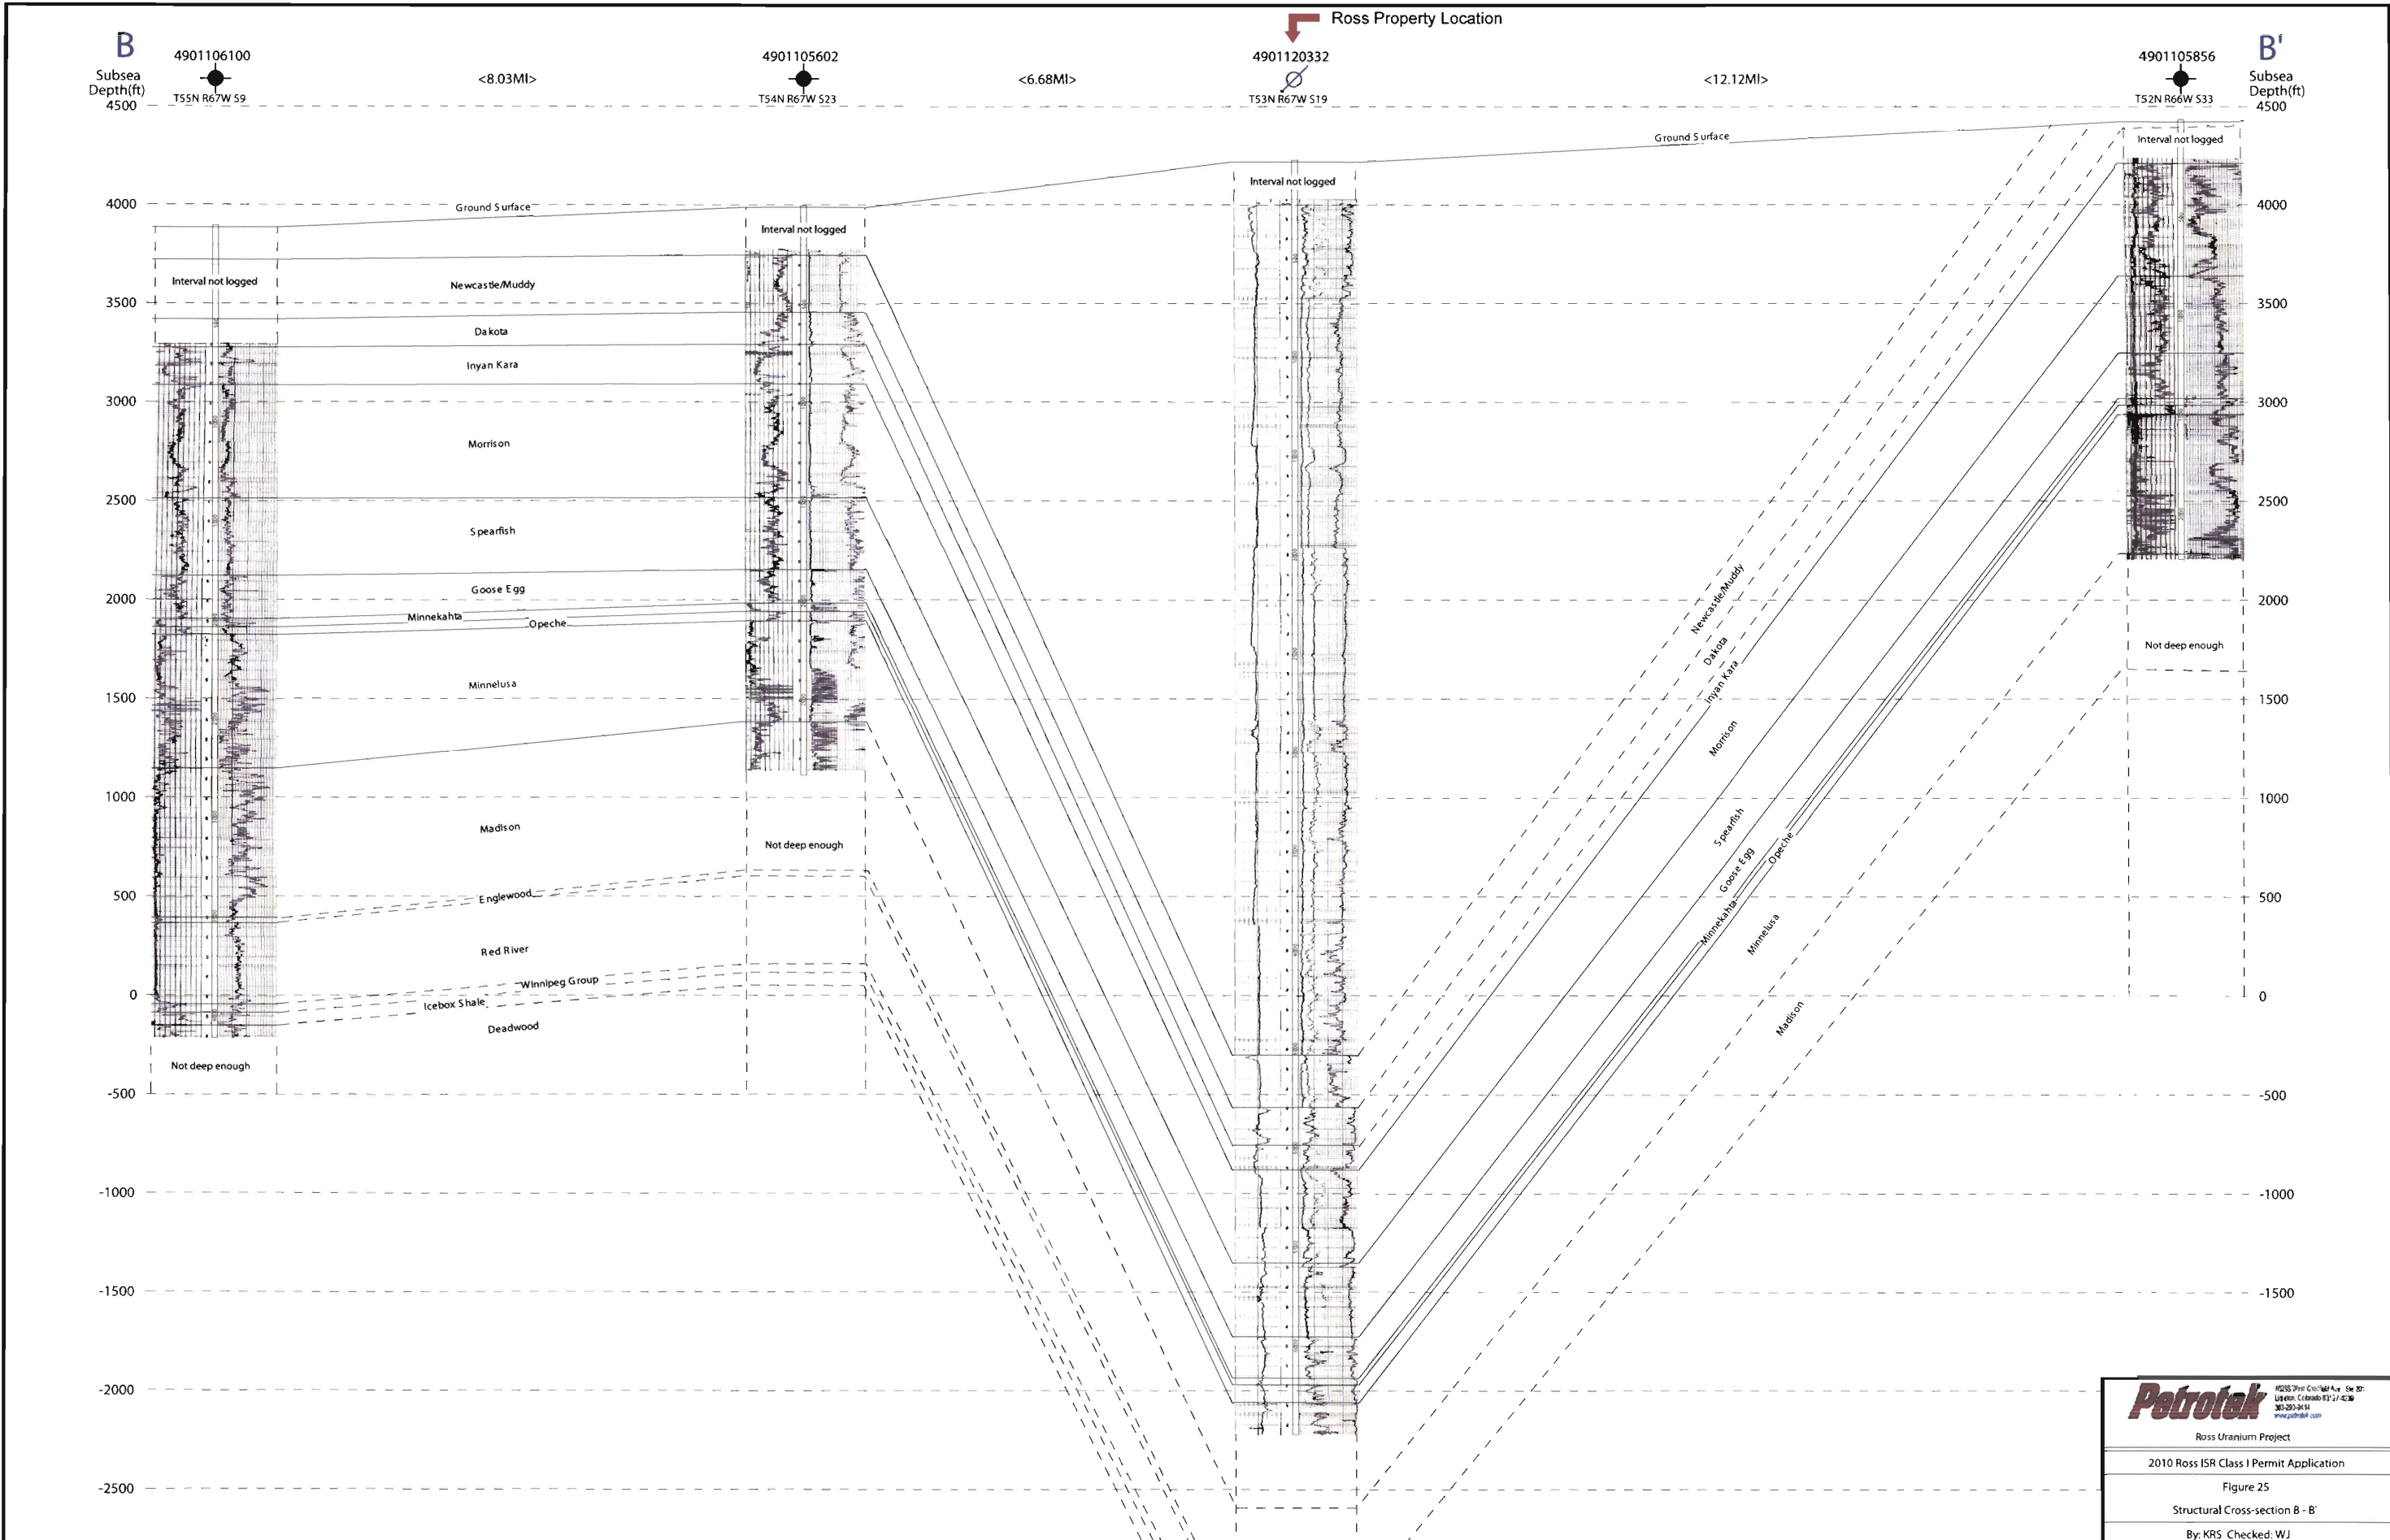 Ross Property Location
B
B'
4901106100
4901105602
4901120332
4901105856
Subsea
Depth(ft)
<8.03MI>
<6.68MI>
<12.12MI>
Subsea
Depth(ft)
T55N R67W S9
T54N R67W S23
T53N R67W S19
T52N R66W S33
4500
4500
Ground Surface
Interval not logged
Interval not logged
4000
Ground Surface
4000
Interval not logged
Interval not logged
Newcastle/Muddy
3500
3500
Dakota
Inyan Kara
3000
3000
Morrison
2500
2500
Spearfish
Goose Egg
2000
2000
Minnekahta
Opeche
Newcastle/Muddy
Dakota
Inyan Kara
Not deep enough
Minnelusa
1500
1500
Morrison
1000
1000
Madison
Spearfish
Not deep enough
Goose Egg
Opeche
500
500
Englewood
Minnekahta
Minnelusa
Red River
Winnipeg Group
0
0
Icebox Shale
Madison
Deadwood
Not deep enough
-500
-500
-1000
-1000
-1500
-1500
-2000
-2500
Petrotek
www.petrotek.com
Ross Uranium Project
2010 Ross ISR Class I Permit Application
Figure 25
Structural Cross-section B - B'
By: KRS Checked: WJ